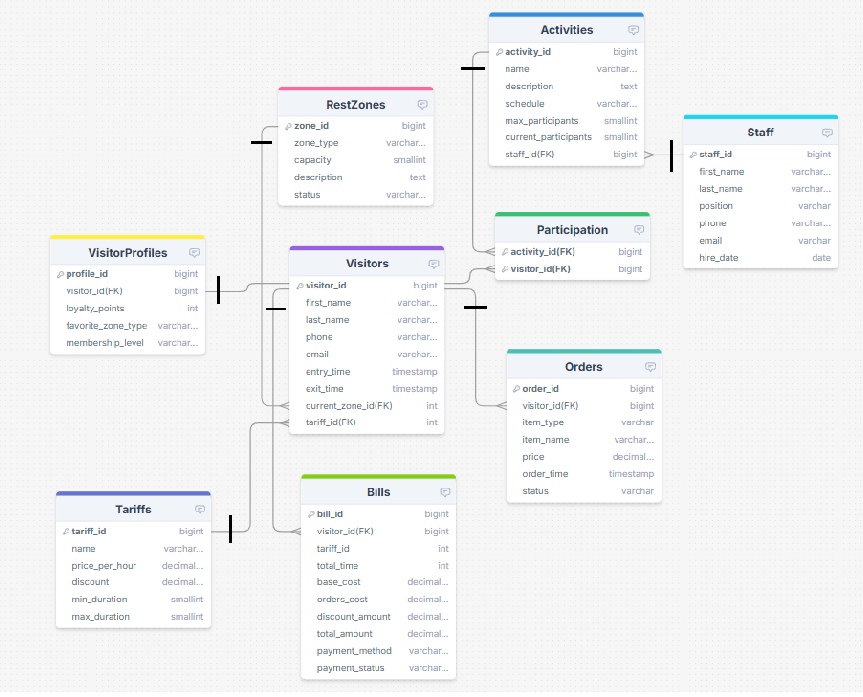 Activities
activity_id bigint
name varchar...
description text
schedule varchar...
max_participants smallint
current_participants smallint
staff_id(FK) bigint
RestZones
zone_id bigint
zone_type varchar...
capacity smallint
description text
status varchar...
Staff
staff_id bigint
first_name varchar...
last_name varchar...
position varchar
phone varchar...
email varchar
hire_date date
Participation
activity_id(FK) bigint
visitor_id(FK) bigint
VisitorProfiles
profile_id bigint
visitor_id(FK) bigint
loyalty_points int
favorite_zone_type varchar...
membership_level varchar...
Visitors
visitor_id bigint
first_name varchar...
last_name varchar...
phone varchar...
email varchar...
entry_time timestamp
exit_time timestamp
current_zone_id(FK) int
tariff_id(FK) int
Orders
order_id bigint
visitor_id(FK) bigint
item_type varchar
item_name varchar...
price decimal...
order_time timestamp
status varchar
Tariffs
tariff_id bigint
name varchar...
price_per_hour decimal...
discount decimal...
min_duration smallint
max_duration smallint
Bills
bill_id bigint
visitor_id(FK) bigint
tariff_id int
total_time int
base_cost decimal...
orders_cost decimal...
discount_amount decimal...
total_amount decimal...
payment_method varchar...
payment_status varchar...